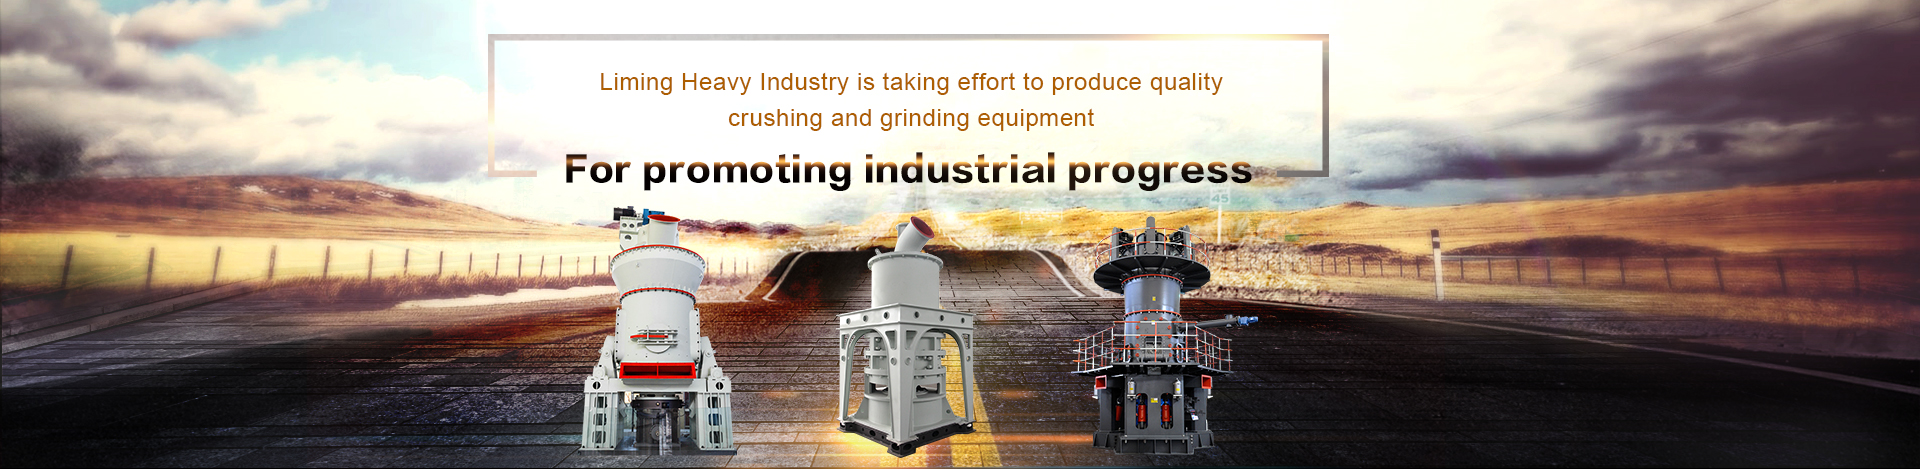 Liming Heavy Industry is taking effort to produce quality
crushing and grinding equipment
For promoting industrial progress